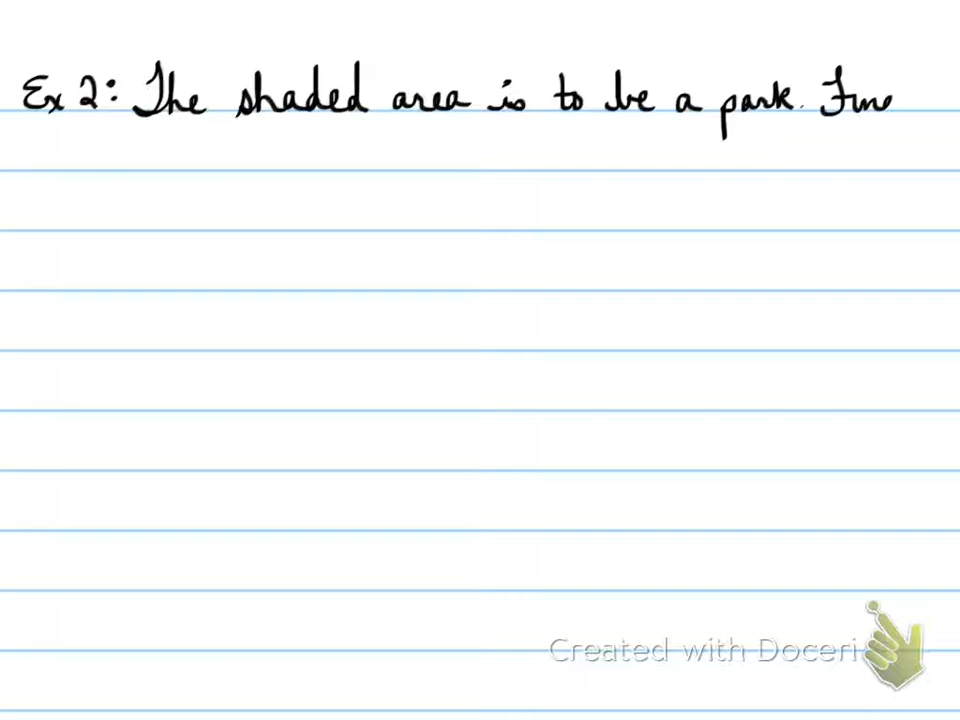 Ex 2: The shaded area is to be a park. Fin
Created with Doceri